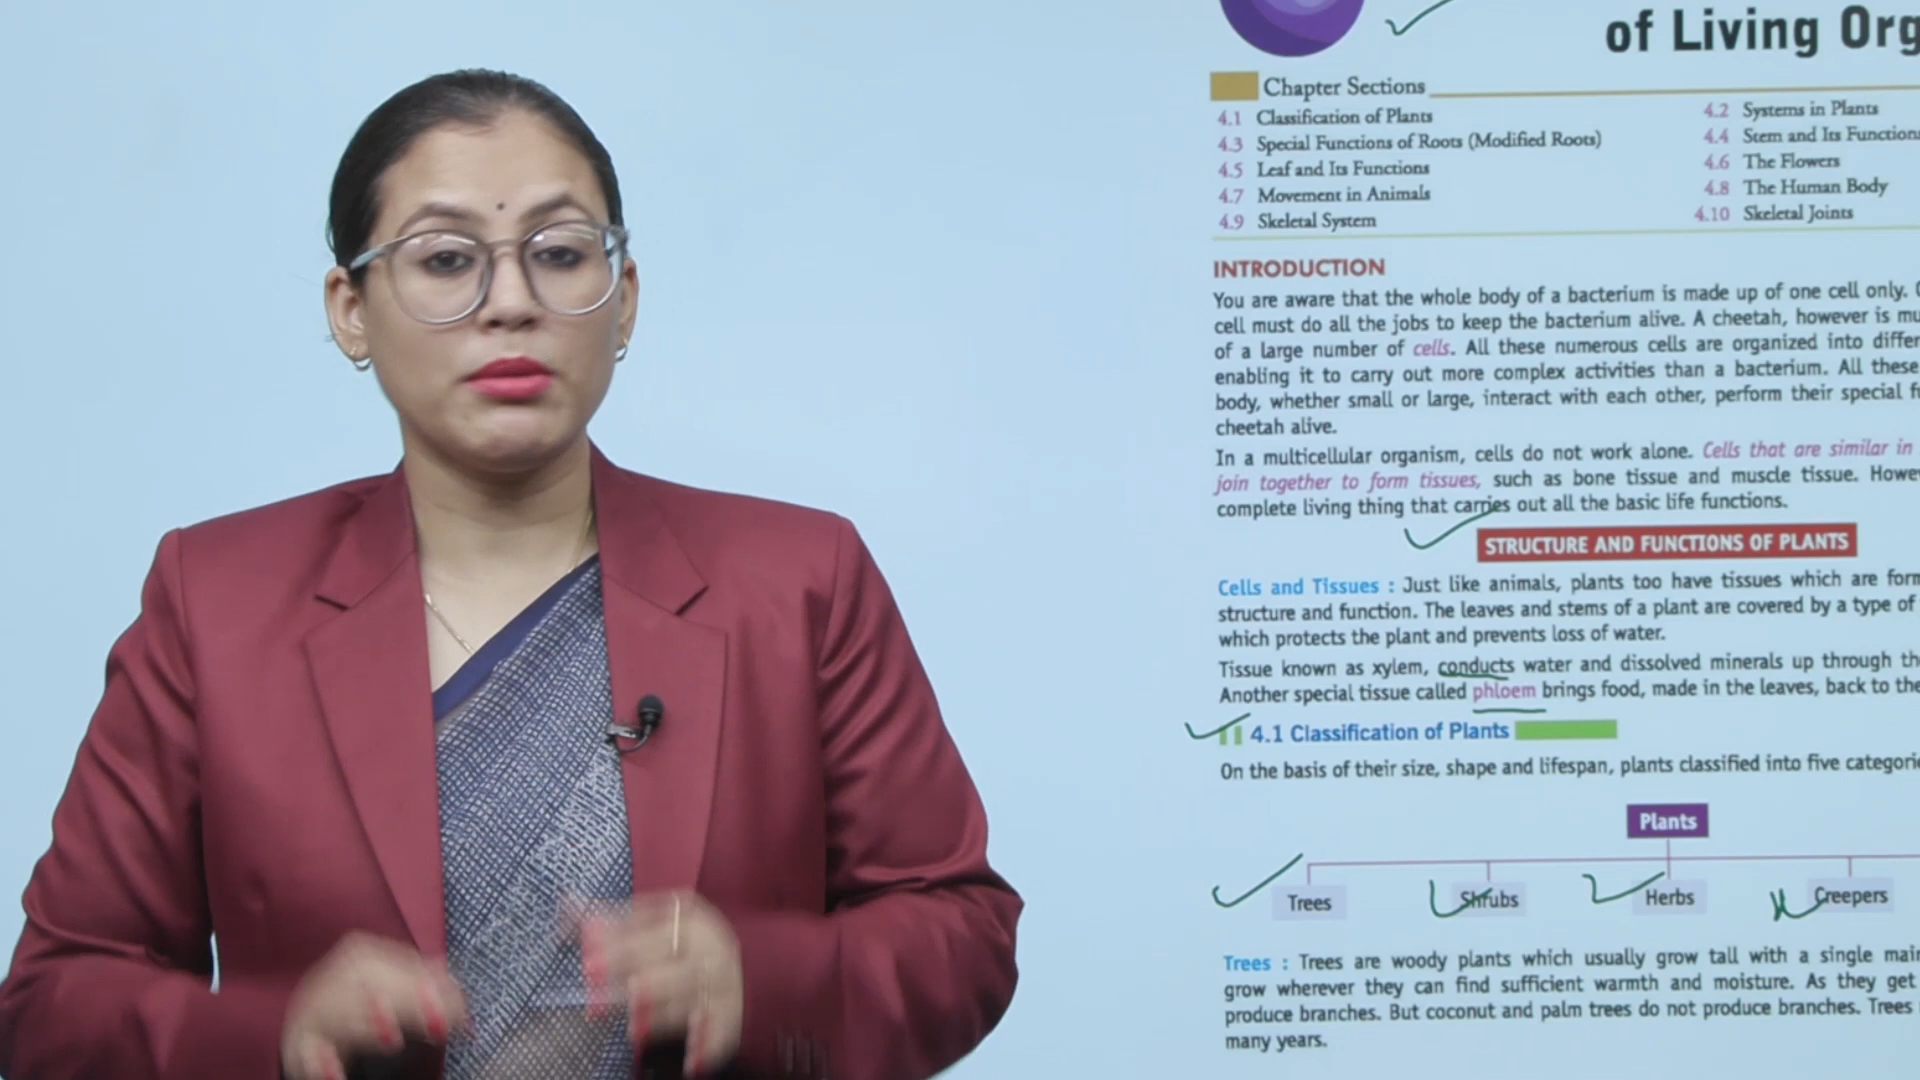 of Living Org
Chapter Sections
4.1 Classification of Plants
4.2 Systems in Plants
4.3 Special Functions of Roots (Modified Roots)
4.4 Stem and Its Functions
4.5 Leaf and Its Functions
4.6 The Flowers
4.7 Movement in Animals
4.8 The Human Body
4.9 Skeletal System
4.10 Skeletal Joints
INTRODUCTION
You are aware that the whole body of a bacterium is made up of one cell only.
cell must do all the jobs to keep the bacterium alive. A cheetah, however is mu
of a large number of cells. All these numerous cells are organized into differ
enabling it to carry out more complex activities than a bacterium. All these
body, whether small or large, interact with each other, perform their special fu
cheetah alive.
In a multicellular organism, cells do not work alone. Cells that are similar in
join together to form tissues, such as bone tissue and muscle tissue. Howev
complete living thing that carries out all the basic life functions.
STRUCTURE AND FUNCTIONS OF PLANTS
Cells and Tissues : Just like animals, plants too have tissues which are form
structure and function. The leaves and stems of a plant are covered by a type of
which protects the plant and prevents loss of water.
Tissue known as xylem, conducts water and dissolved minerals up through th
Another special tissue called phloem brings food, made in the leaves, back to the
4.1 Classification of Plants
On the basis of their size, shape and lifespan, plants classified into five categori
Plants
Trees Shrubs Herbs Creepers
Trees : Trees are woody plants which usually grow tall with a single mai
grow wherever they can find sufficient warmth and moisture. As they get
produce branches. But coconut and palm trees do not produce branches. Trees
many years.